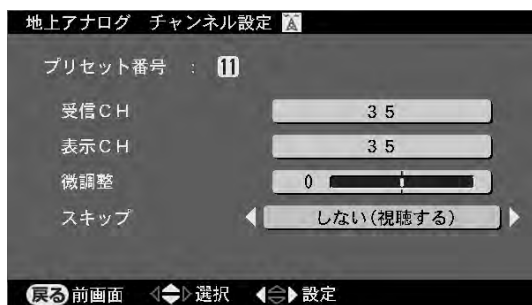 地上アナログ チャンネル設定 A
プリセット番号 : 11
受信CH 35
表示CH 35
微調整 0
スキップ しない(視聴する)
戻る 前画面 選択 設定